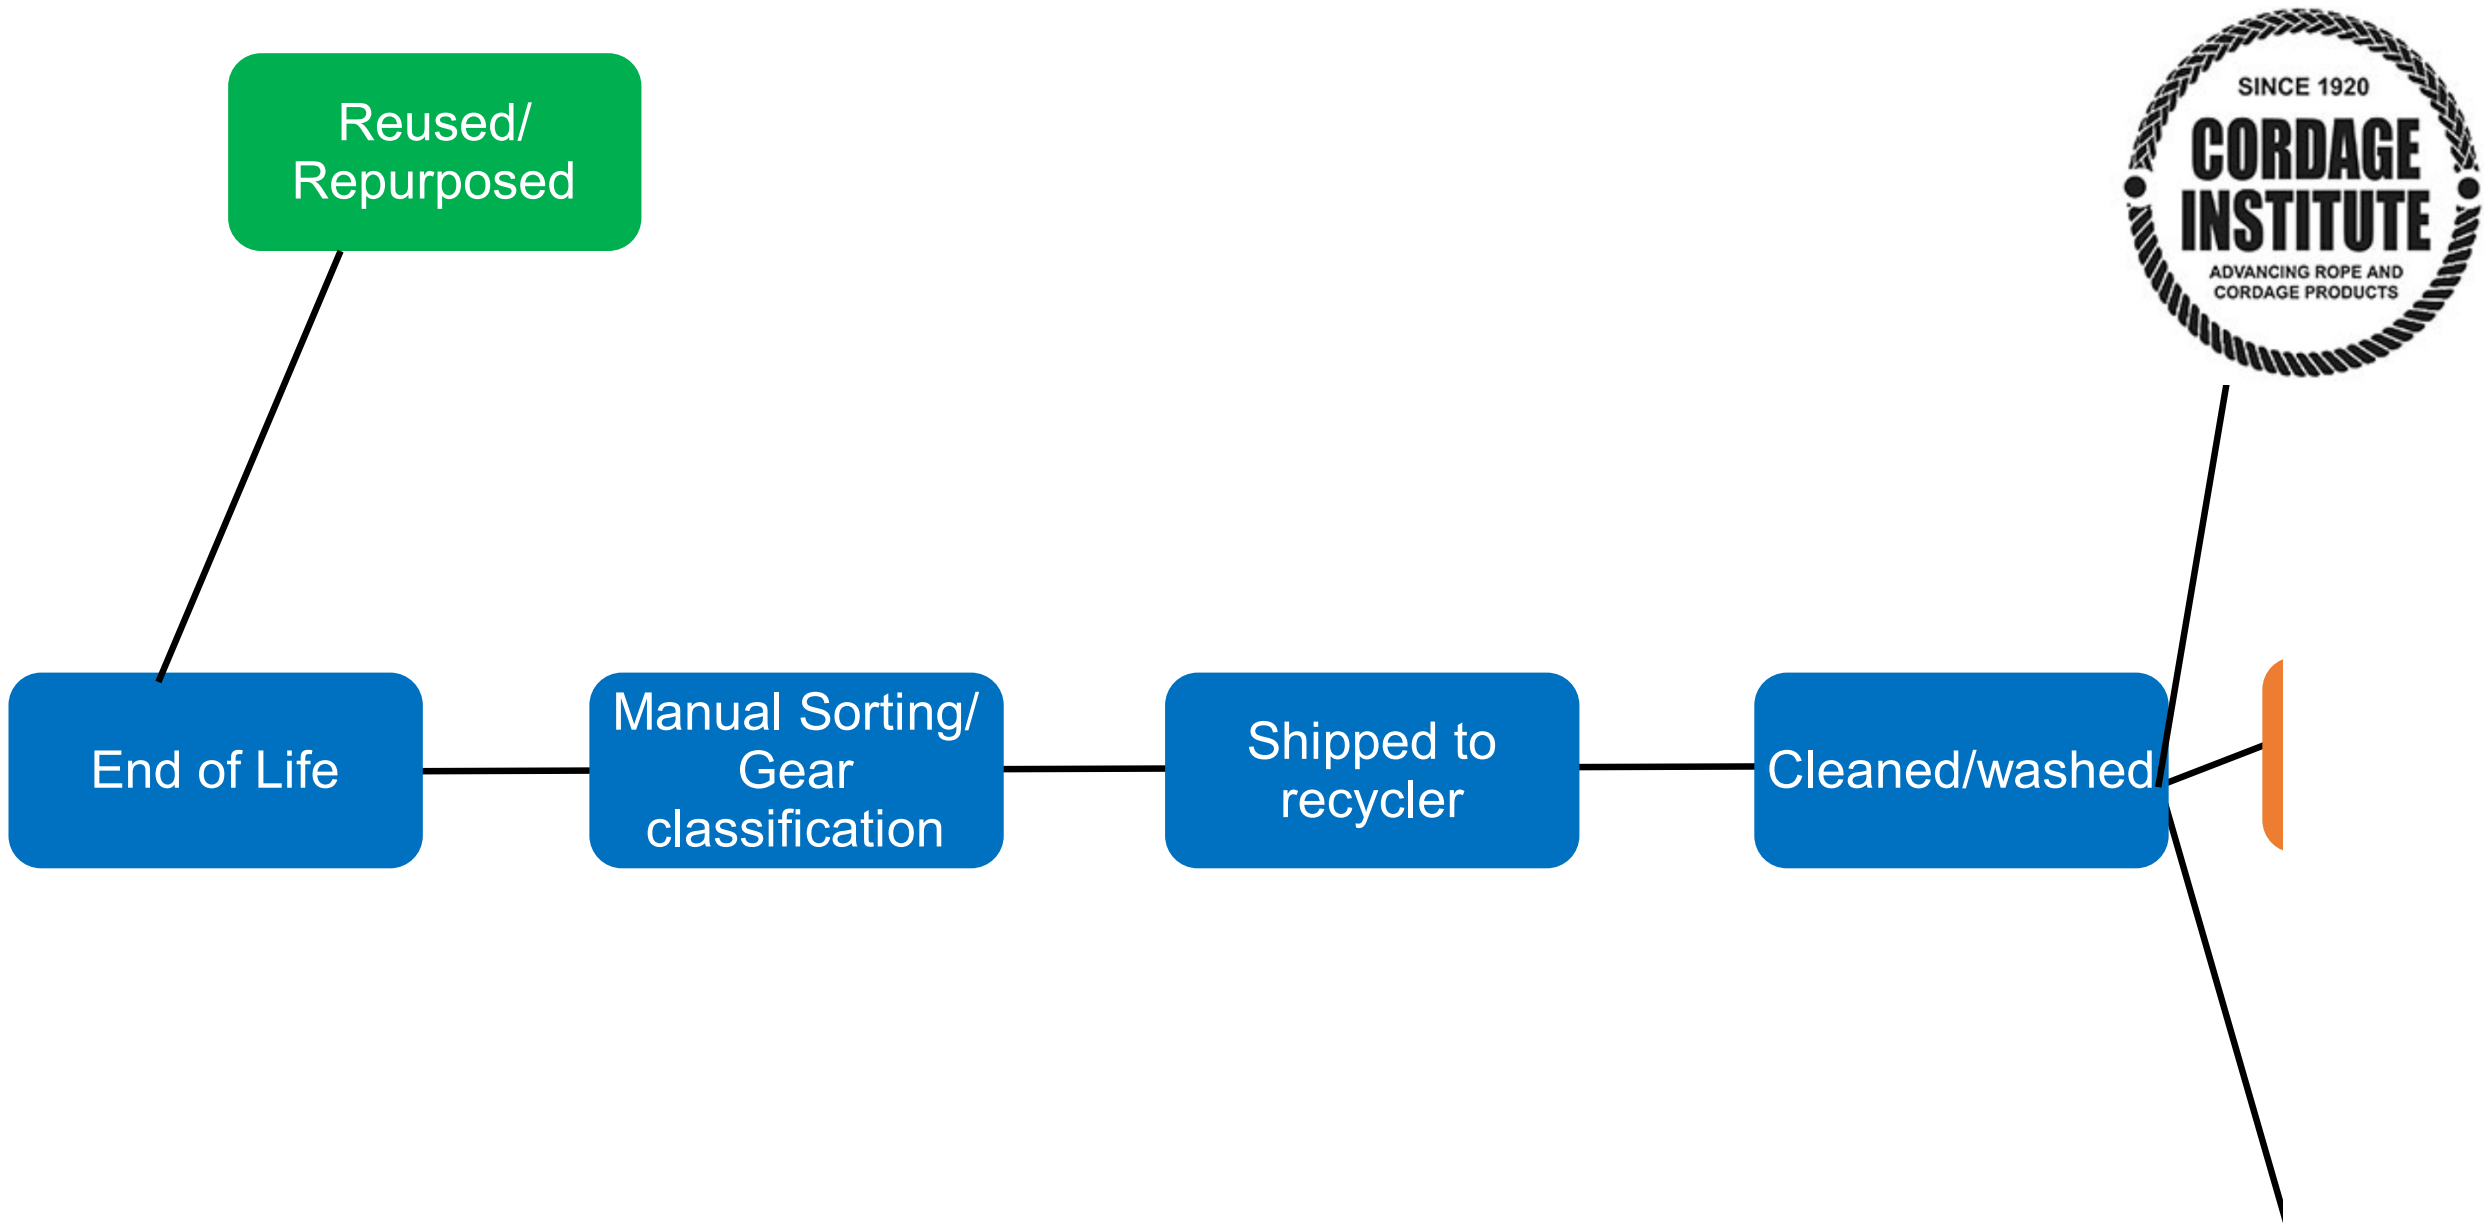 Reused/
Repurposed
SINCE 1920
CORDAGE
INSTITUTE
ADVANCING ROPE AND
CORDAGE PRODUCTS
End of Life
Manual Sorting/
Gear
classification
Shipped to
recycler
Cleaned/washed